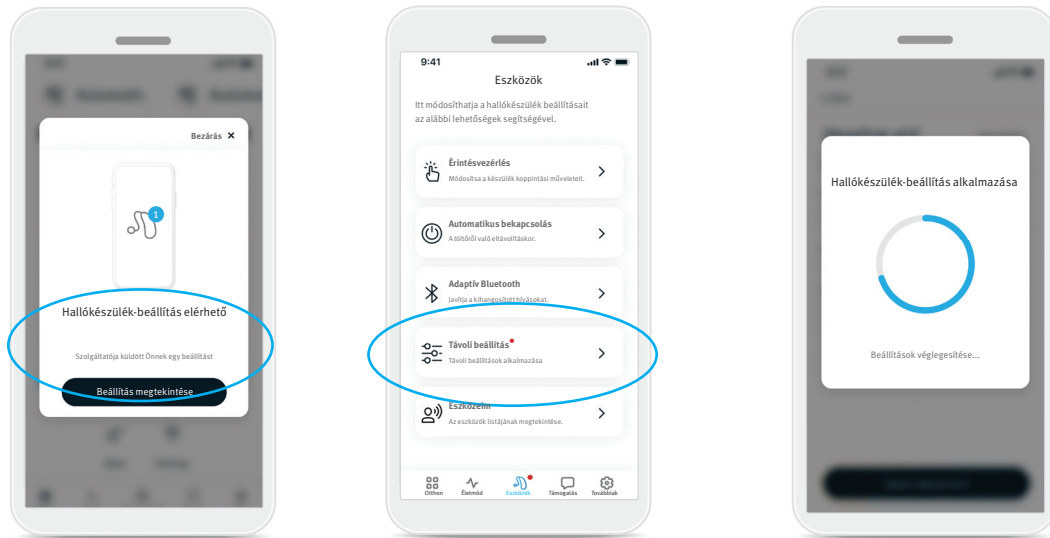 Bezárás ×
1
Hallókészülék-beállítás elérhető
Szolgáltatója küldött Önnek egy beállítást
Beállítás megtekintése
9:41
Eszközök
Itt módosíthatja a hallókészülék beállításait
az alábbi lehetőségek segítségével.
Érintésvezérlés
Módosítsa a készülék koppintási műveleteit.
Automatikus bekapcsolás
A töltőről való eltávolításkor.
Adaptív Bluetooth
Javítja a kihangosított hívásokat.
Távoli beállítás
Távoli beállítások alkalmazása
Eszközeim
Az eszközök listájának megtekintése.
Otthon Életmód Eszközök Támogatás Továbbiak
Hallókészülék-beállítás alkalmazása
Beállítások véglegesítése...